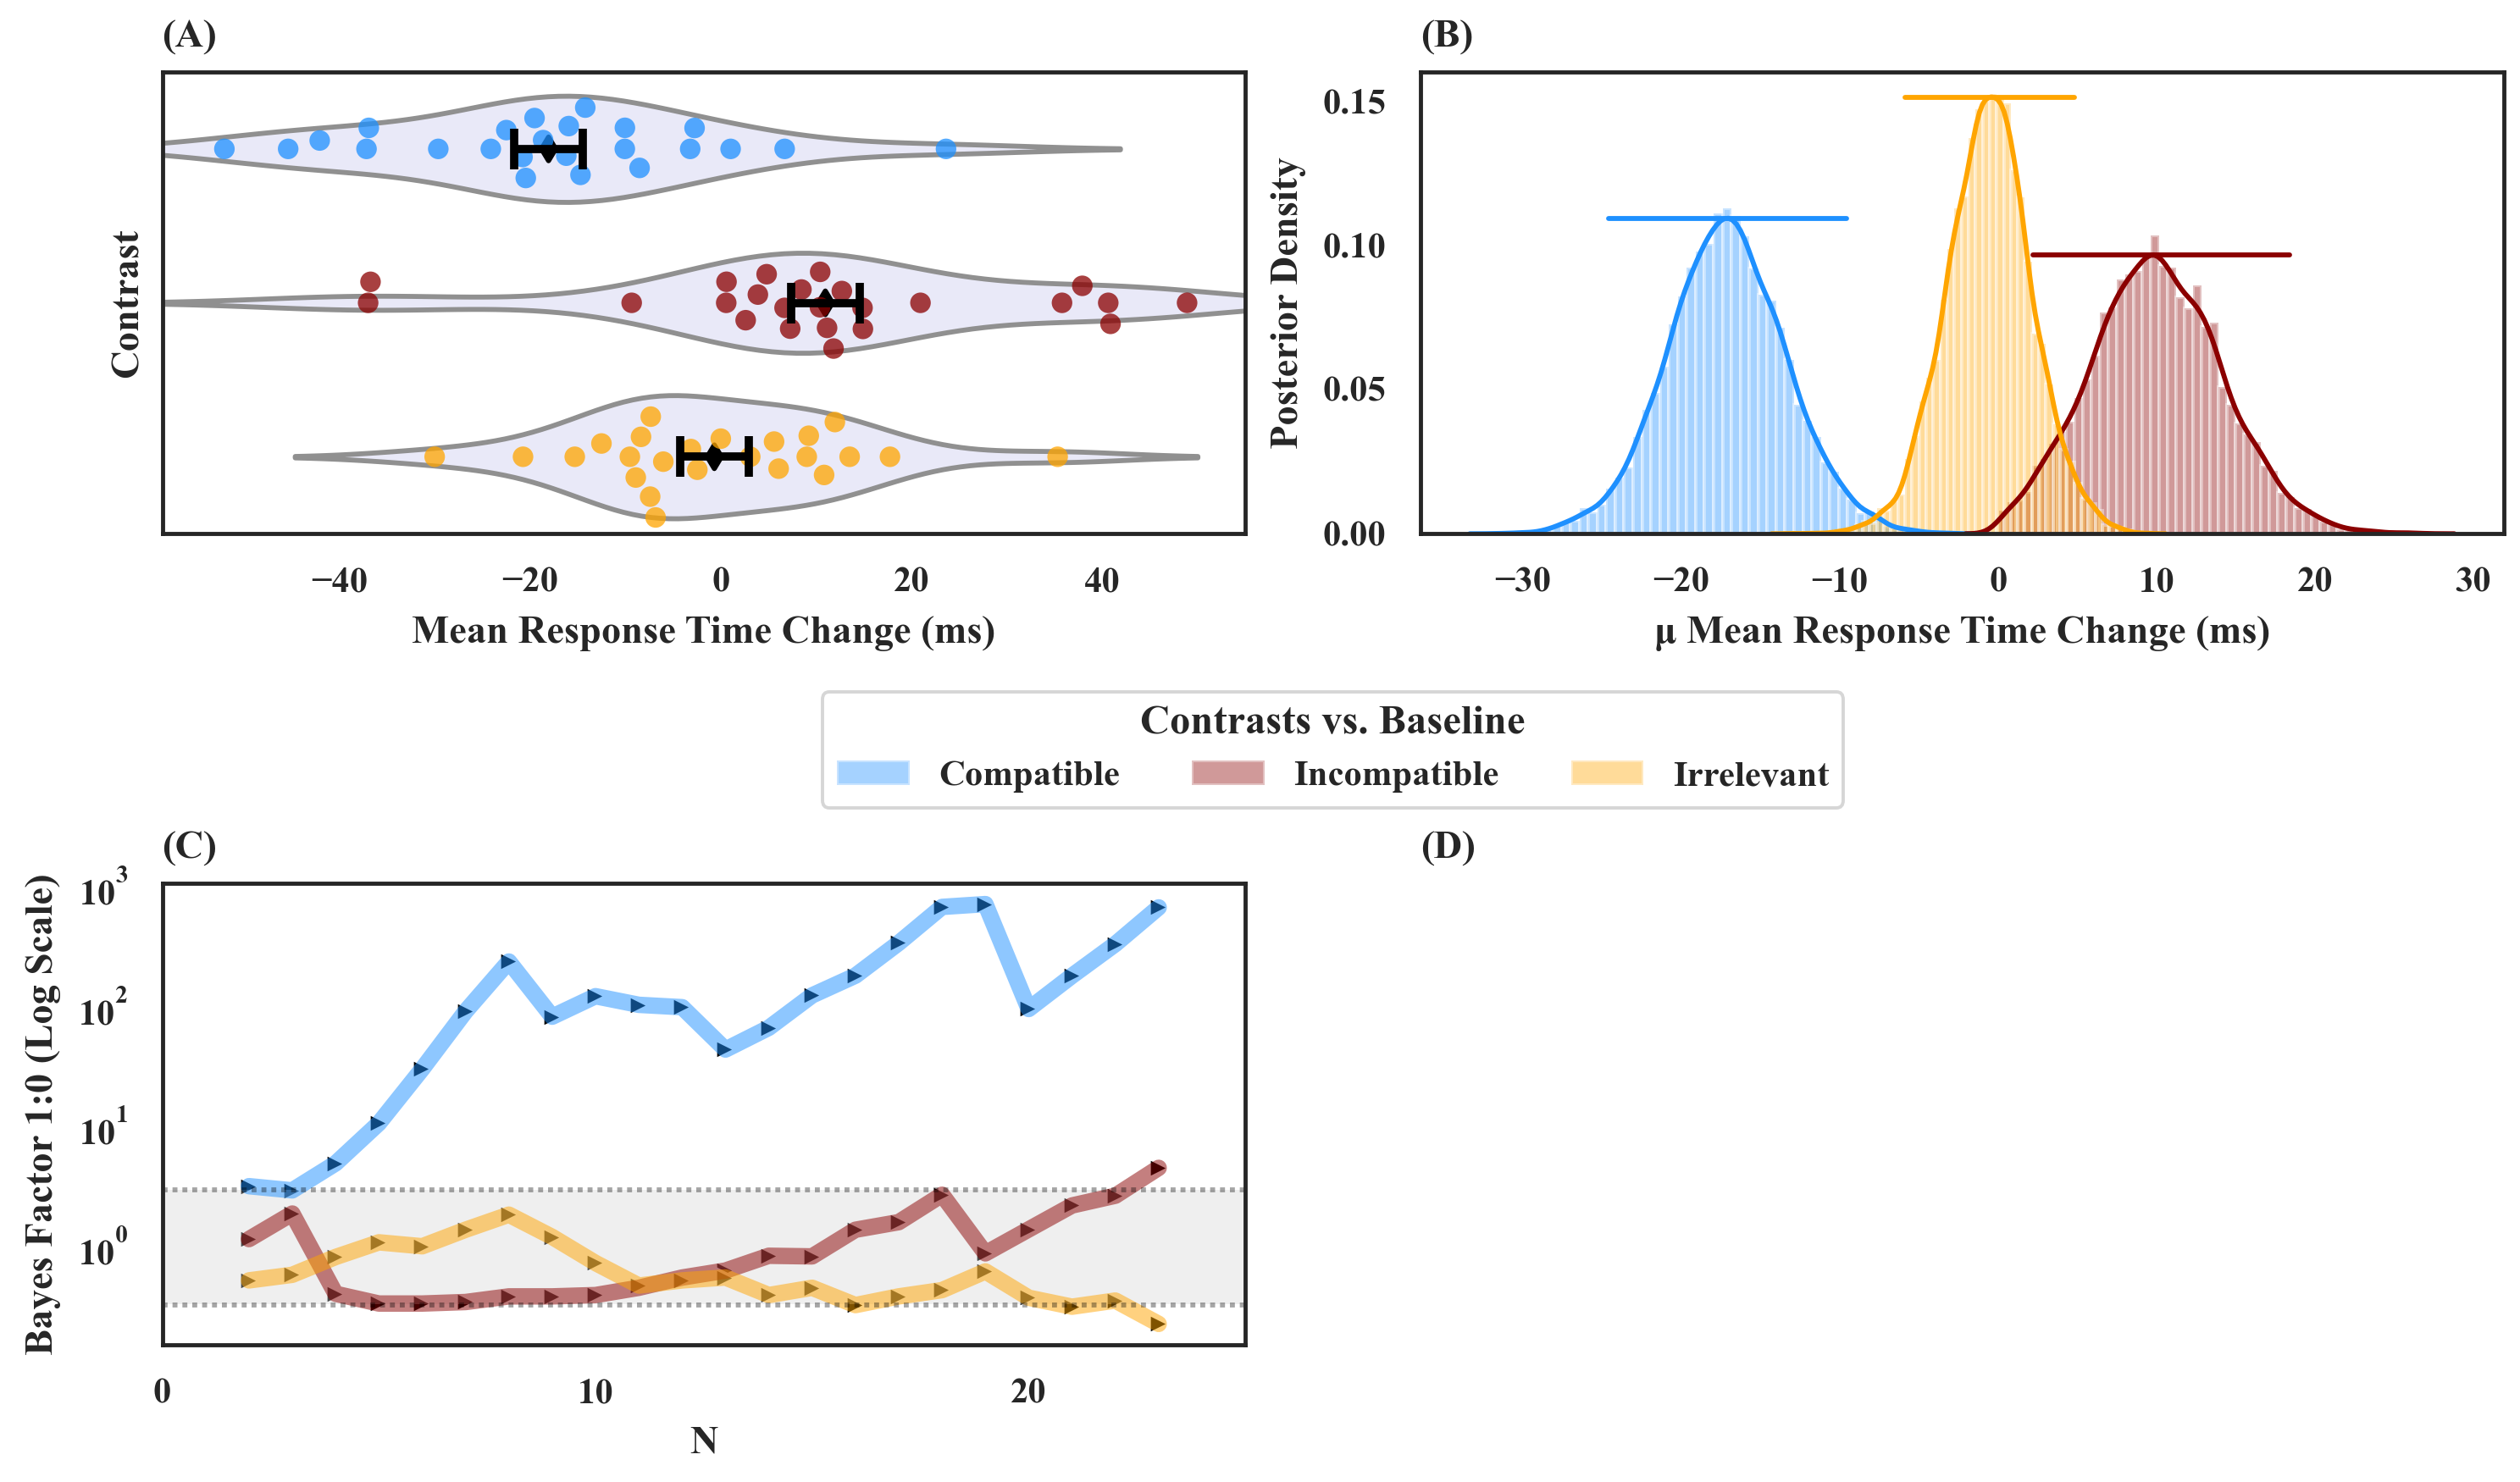 (A)
Contrast
−40 −20 0 20 40
Mean Response Time Change (ms)
(B)
Posterior Density
0.15
0.10
0.05
0.00
−30 −20 −10 0 10 20 30
μ Mean Response Time Change (ms)
Contrasts vs. Baseline
Compatible Incompatible Irrelevant
(C)
Bayes Factor 1:0 (Log Scale)
10³
10²
10¹
10⁰
0 10 20
N
(D)